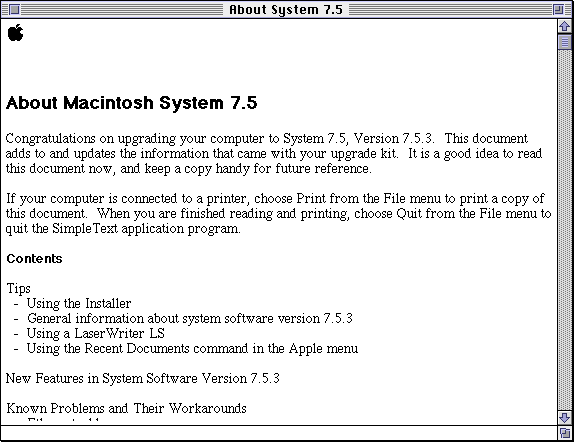 About System 7.5
About Macintosh System 7.5
Congratulations on upgrading your computer to System 7.5, Version 7.5.3.  This document
adds to and updates the information that came with your upgrade kit.  It is a good idea to read
this document now, and keep a copy handy for future reference.
If your computer is connected to a printer, choose Print from the File menu to print a copy of
this document.  When you are finished reading and printing, choose Quit from the File menu to
quit the SimpleText application program.
Contents
Tips
- Using the Installer
- General information about system software version 7.5.3
- Using a LaserWriter LS
- Using the Recent Documents command in the Apple menu
New Features in System Software Version 7.5.3
Known Problems and Their Workarounds